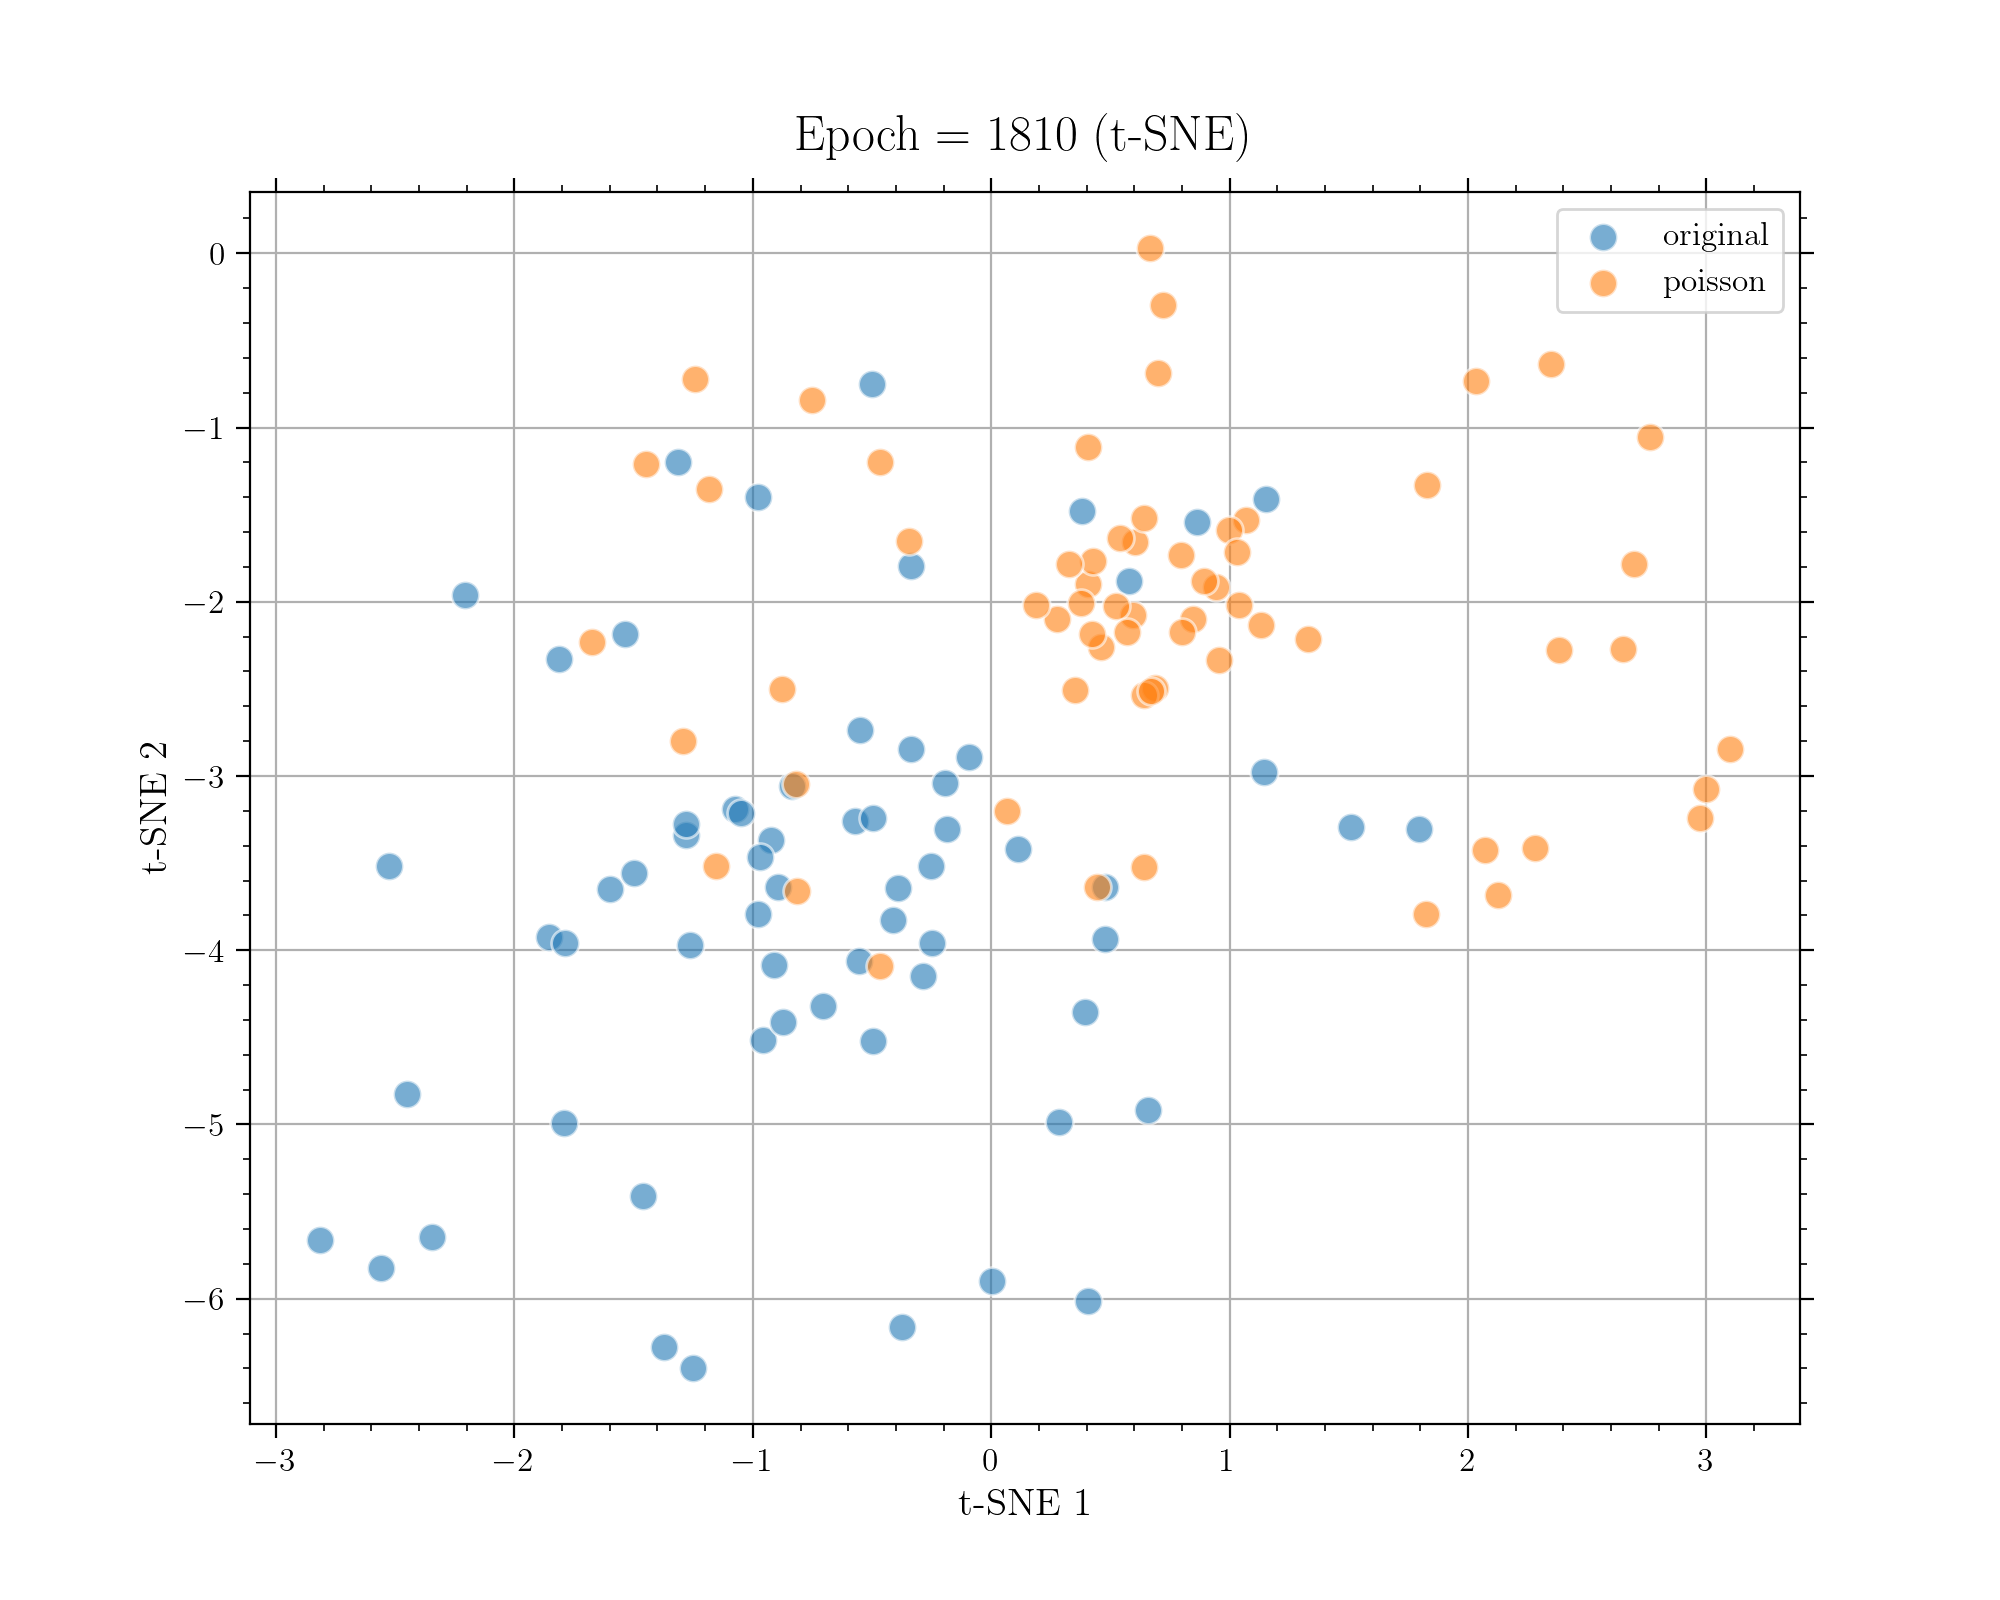 Epoch = 1810 (t-SNE)
original
poisson
0
−1
−2
−3
−4
−5
−6
t-SNE 2
−3
−2
−1
0
1
2
3
t-SNE 1